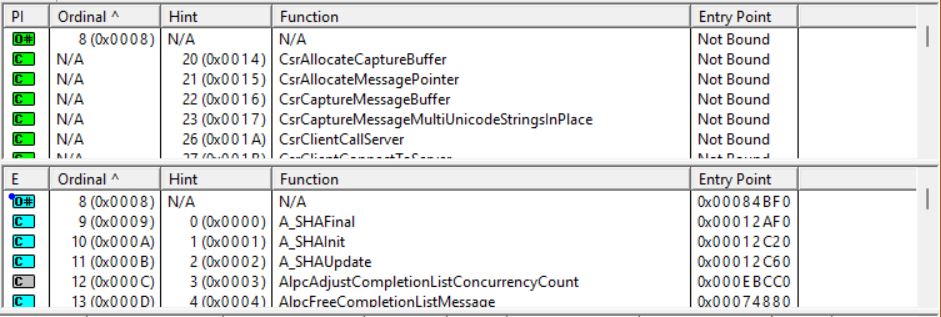 PI Ordinal ^ Hint Function Entry Point
O# 8 (0x0008) N/A N/A Not Bound
C N/A 20 (0x0014) CsrAllocateCaptureBuffer Not Bound
C N/A 21 (0x0015) CsrAllocateMessagePointer Not Bound
C N/A 22 (0x0016) CsrCaptureMessageBuffer Not Bound
C N/A 23 (0x0017) CsrCaptureMessageMultiUnicodeStringsInPlace Not Bound
C N/A 26 (0x001A) CsrClientCallServer Not Bound
C N/A 27 (0x001B) CsrClientConnectToServer Not Bound
E Ordinal ^ Hint Function Entry Point
O# 8 (0x0008) N/A N/A 0x00084BF0
C 9 (0x0009) 0 (0x0000) A_SHAFinal 0x00012AF0
C 10 (0x000A) 1 (0x0001) A_SHAInit 0x00012C20
C 11 (0x000B) 2 (0x0002) A_SHAUpdate 0x00012C60
C 12 (0x000C) 3 (0x0003) AlpcAdjustCompletionListConcurrencyCount 0x000EBCC0
C 13 (0x000D) 4 (0x0004) AlpcFreeCompletionListMessage 0x00074880